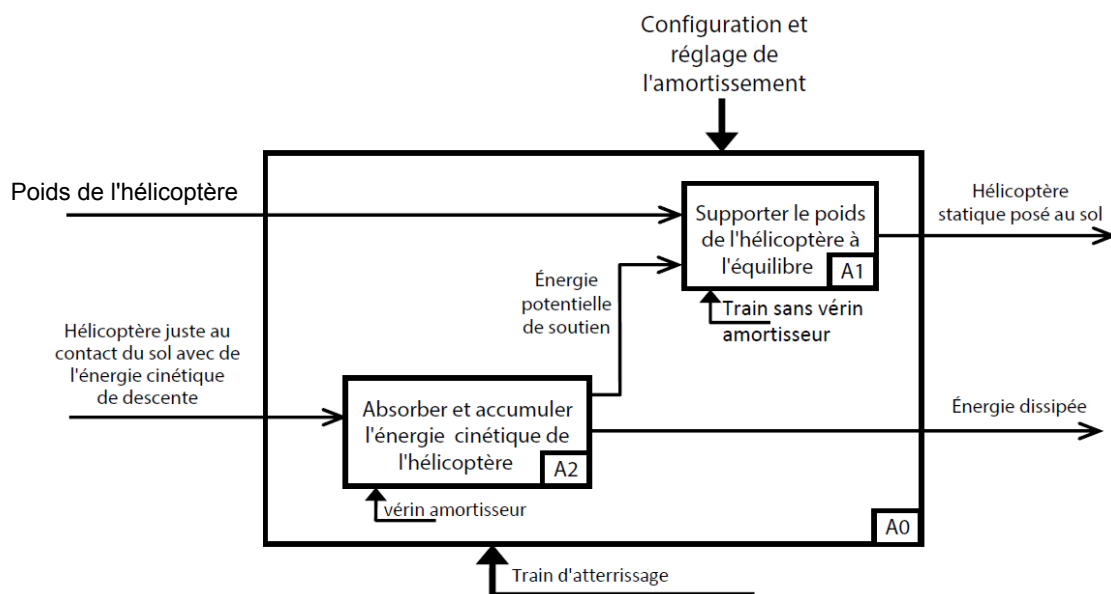 Configuration et
réglage de
l'amortissement
Poids de l'hélicoptère
Supporter le poids
de l'hélicoptère à
l'équilibre
A1
Hélicoptère
statique posé au sol
Énergie
potentielle
de soutien
Train sans vérin
amortisseur
Hélicoptère juste au
contact du sol avec de
l'énergie cinétique
de descente
Absorber et accumuler
l'énergie cinétique de
l'hélicoptère
A2
Énergie dissipée
vérin amortisseur
A0
Train d'atterrissage